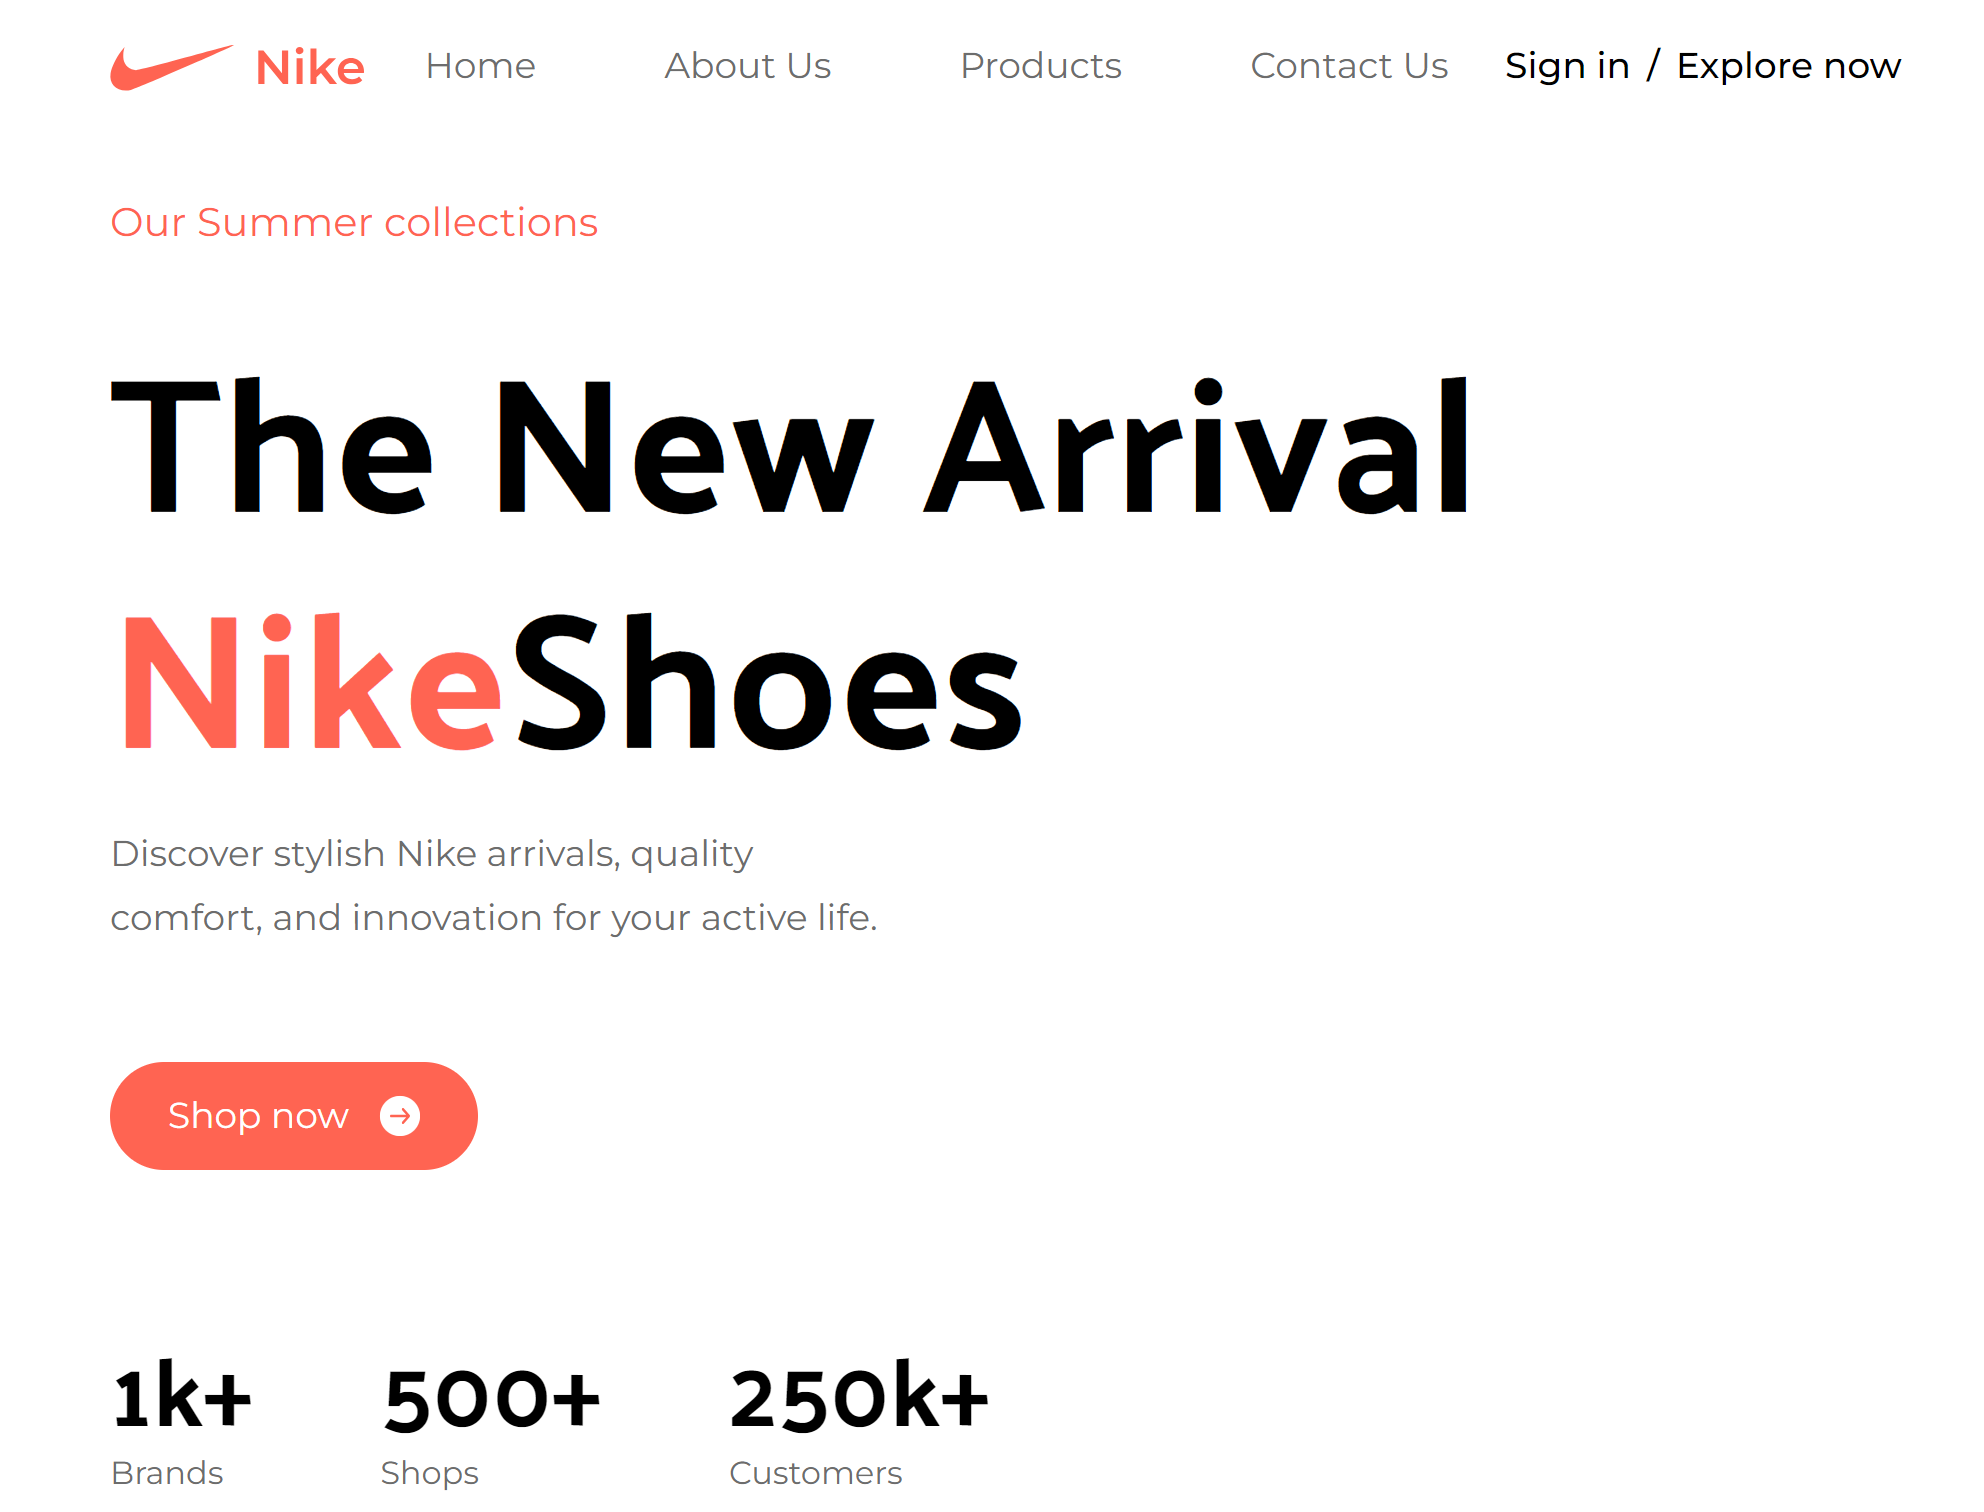 Nike Home About Us Products Contact Us Sign in / Explore now
Our Summer collections
The New Arrival
NikeShoes
Discover stylish Nike arrivals, quality
comfort, and innovation for your active life.
Shop now
1k+ 500+ 250k+
Brands Shops Customers